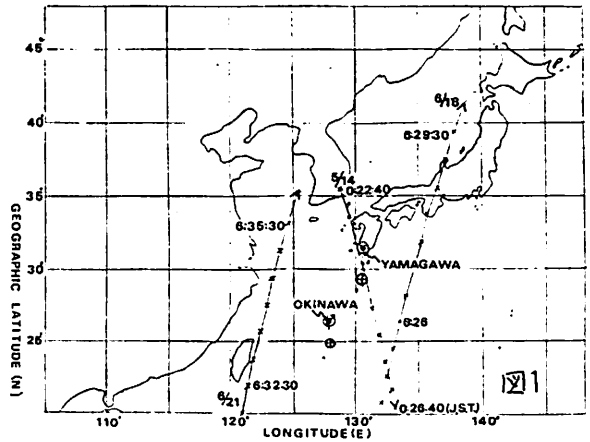 45°
40
35
30
25
GEOGRAPHIC LATITUDE (N)
6/18
6:29:30
5/14
0:22:40
6:35:30
YAMAGAWA
OKINAWA
6:26
6:32:30
6/21
0:26:40(JST)
図1
110°
120°
130°
140°
LONGITUDE(E)